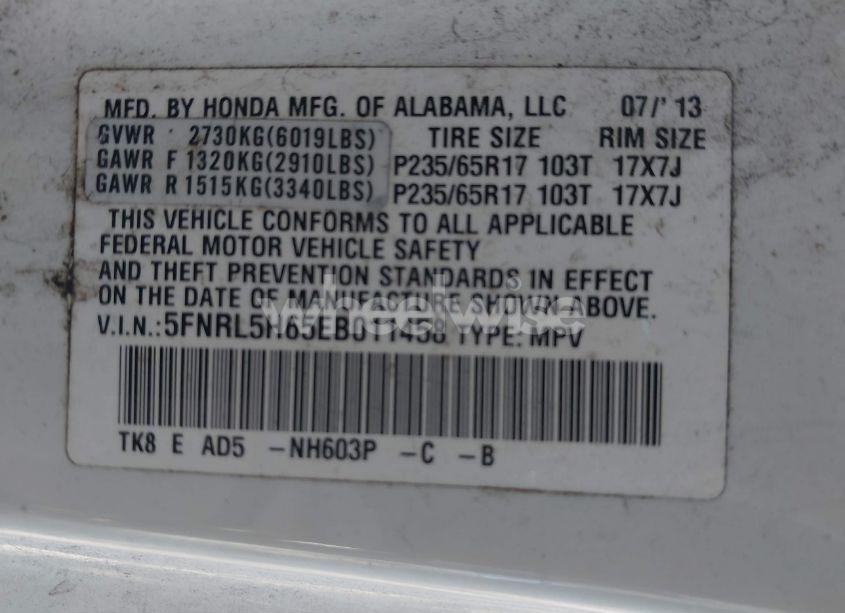 MFD. BY HONDA MFG. OF ALABAMA, LLC 07/'13
GVWR 2730KG(6019LBS) TIRE SIZE RIM SIZE
GAWR F 1320KG(2910LBS) P235/65R17 103T 17X7J
GAWR R 1515KG(3340LBS) P235/65R17 103T 17X7J
THIS VEHICLE CONFORMS TO ALL APPLICABLE
FEDERAL MOTOR VEHICLE SAFETY
AND THEFT PREVENTION STANDARDS IN EFFECT
ON THE DATE OF MANUFACTURE SHOWN ABOVE.
wheelwise
V.I.N.:5FNRL5H65EB011458 TYPE: MPV
TK8 E AD5 -NH603P -C -B